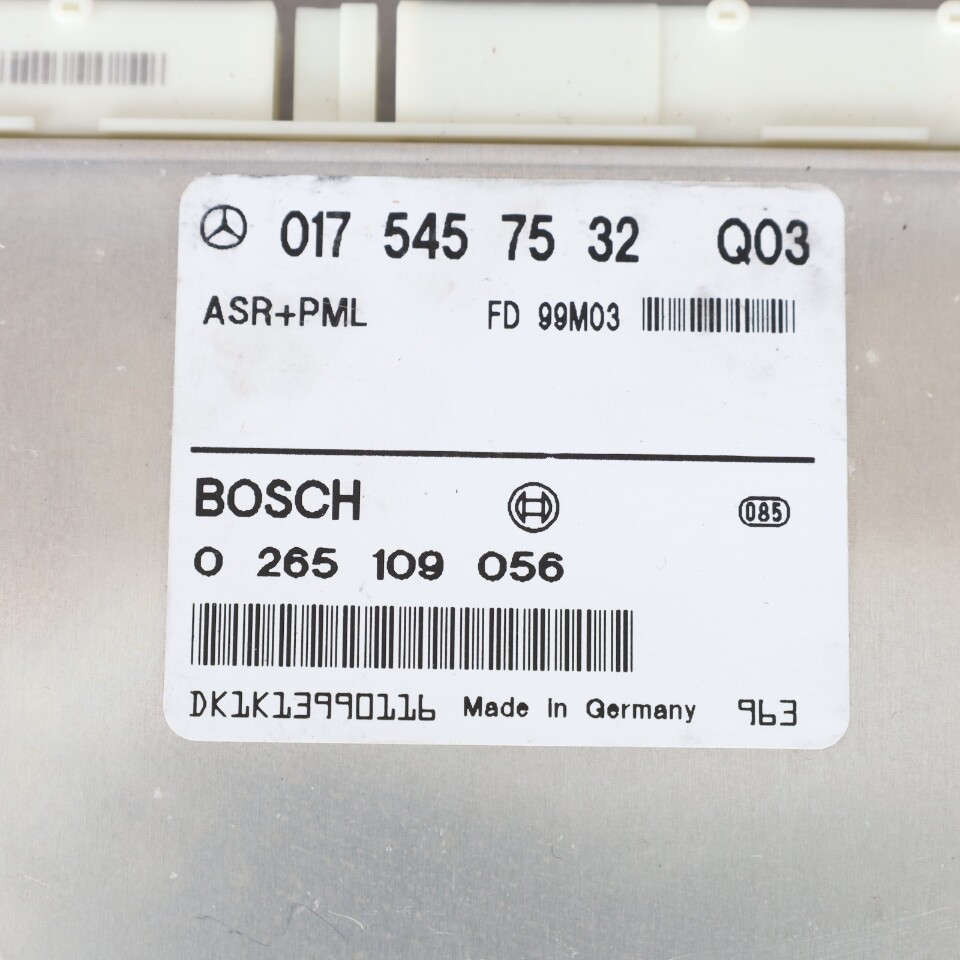 017 545 75 32 Q03
ASR+PML FD 99M03
BOSCH 085
0 265 109 056
DK1K13990116 Made in Germany 963